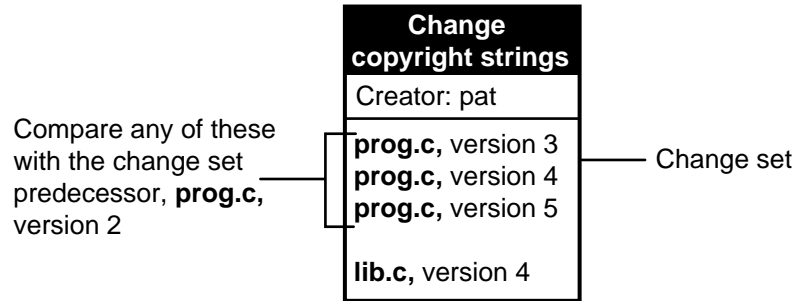 Change
copyright strings
Creator: pat
Compare any of these
with the change set
predecessor, prog.c,
version 2
prog.c, version 3
prog.c, version 4
prog.c, version 5
lib.c, version 4
Change set